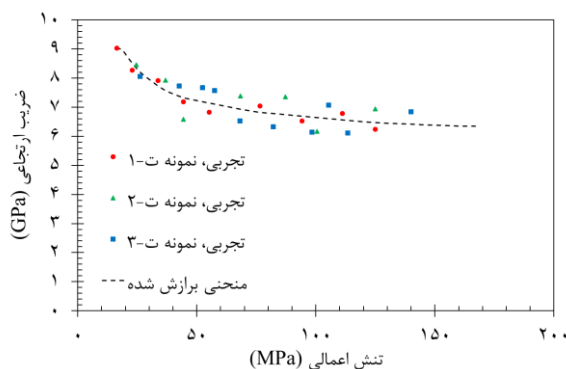 ۱۰
۹
۸
۷
۶
۵
۴
۳
۲
۱
۰
ضریب ارتجاعی (GPa)
تجربی، نمونه ت-۱
تجربی، نمونه ت-۲
تجربی، نمونه ت-۳
منحنی برازش شده
۰ ۵۰ ۱۰۰ ۱۵۰ ۲۰۰
تنش اعمالی (MPa)